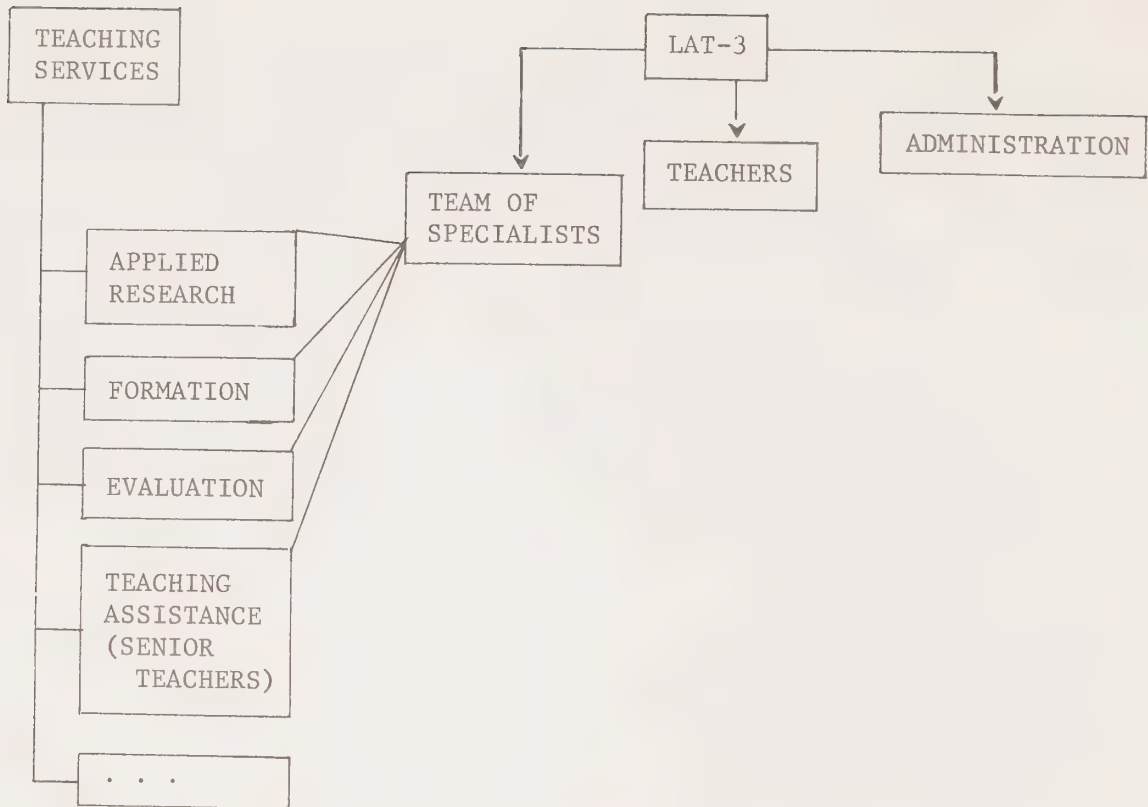 TEACHING
SERVICES
LAT-3
TEACHERS
ADMINISTRATION
TEAM OF
SPECIALISTS
APPLIED
RESEARCH
FORMATION
EVALUATION
TEACHING
ASSISTANCE
(SENIOR
TEACHERS)
. . .